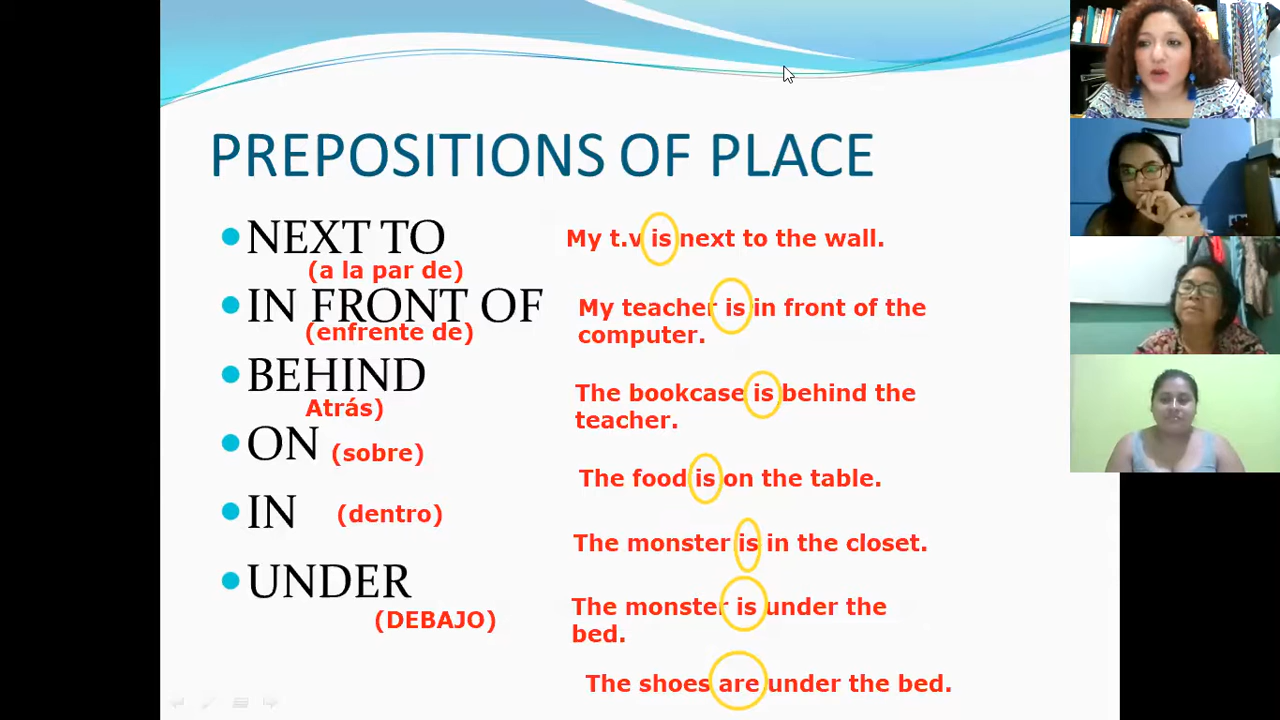 PREPOSITIONS OF PLACE
NEXT TO
(a la par de)
My t.v is next to the wall.
IN FRONT OF
(enfrente de)
My teacher is in front of the
computer.
BEHIND
Atrás)
The bookcase is behind the
teacher.
ON (sobre)
The food is on the table.
IN (dentro)
The monster is in the closet.
UNDER
(DEBAJO)
The monster is under the
bed.
The shoes are under the bed.